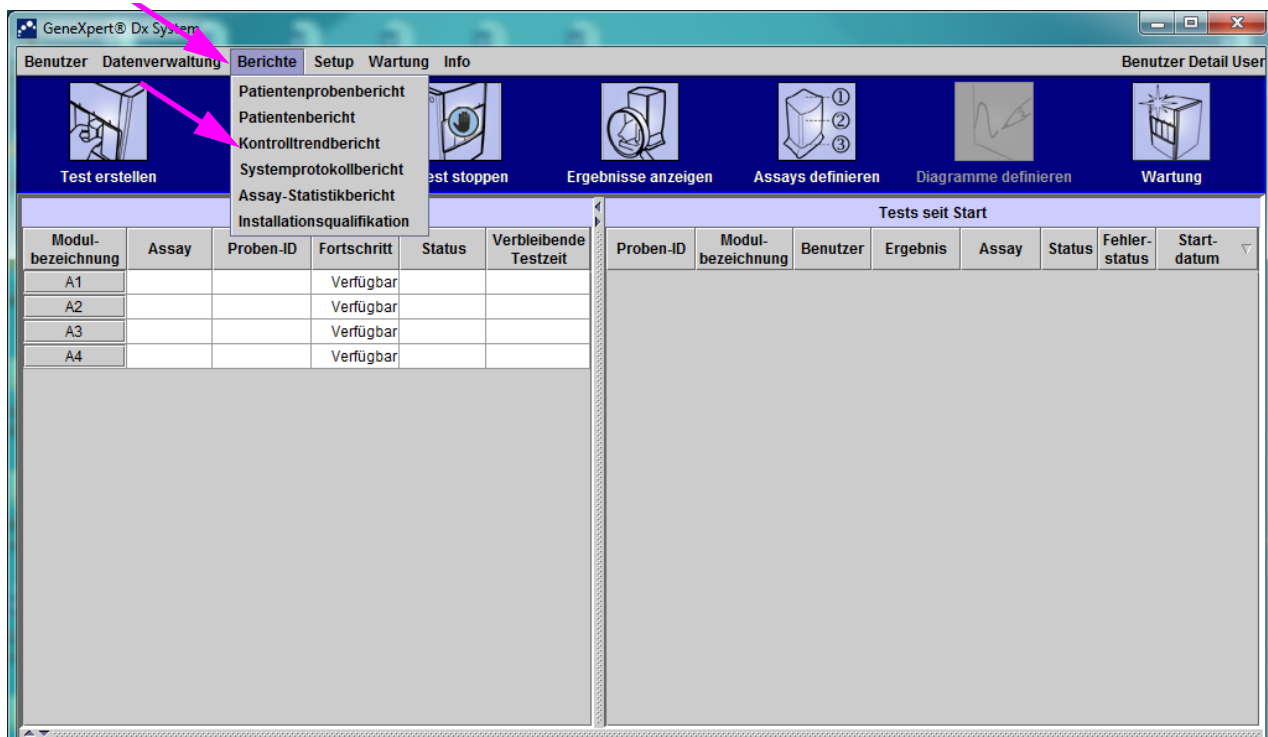 GeneXpert® Dx System
Benutzer Datenverwaltung Berichte Setup Wartung Info Benutzer Detail User
Patientenprobenbericht
Patientenbericht
Kontrolltrendbericht
Systemprotokollbericht
Assay-Statistikbericht
Installationsqualifikation
Test erstellen est stoppen Ergebnisse anzeigen Assays definieren Diagramme definieren Wartung
1
2
3
Tests seit Start
Modul-bezeichnung Assay Proben-ID Fortschritt Status Verbleibende Testzeit
Proben-ID Modul-bezeichnung Benutzer Ergebnis Assay Status Fehler-status Start-datum
A1 Verfügbar
A2 Verfügbar
A3 Verfügbar
A4 Verfügbar